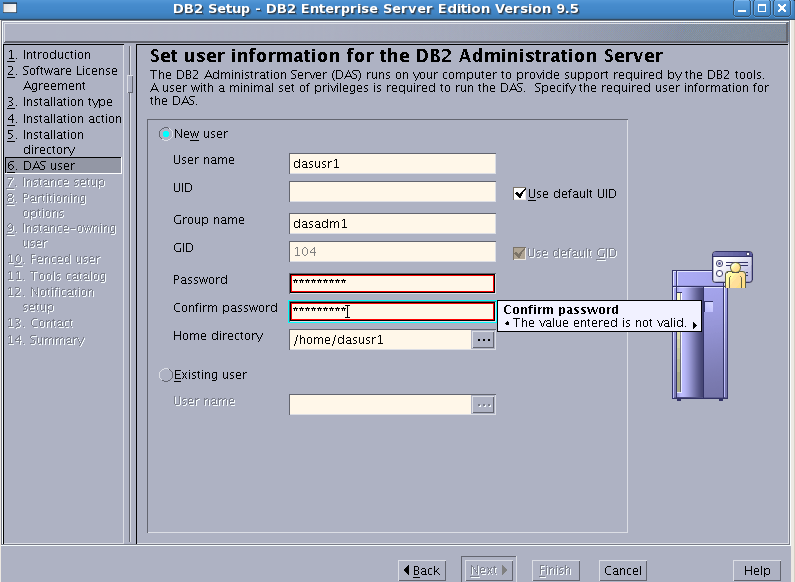 DB2 Setup - DB2 Enterprise Server Edition Version 9.5
1. Introduction
2. Software License
Agreement
3. Installation type
4. Installation action
5. Installation
directory
6. DAS user
7. Instance setup
8. Partitioning
options
9. Instance-owning
user
10. Fenced user
11. Tools catalog
12. Notification
setup
13. Contact
14. Summary
Set user information for the DB2 Administration Server
The DB2 Administration Server (DAS) runs on your computer to provide support required by the DB2 tools.
A user with a minimal set of privileges is required to run the DAS. Specify the required user information for
the DAS.
New user
User name
dasusr1
UID
Use default UID
Group name
dasadm1
GID
104
Use default GID
Password
*********
Confirm password
*********
Confirm password
• The value entered is not valid.
Home directory
/home/dasusr1
...
Existing user
User name
...
Back
Next
Finish
Cancel
Help